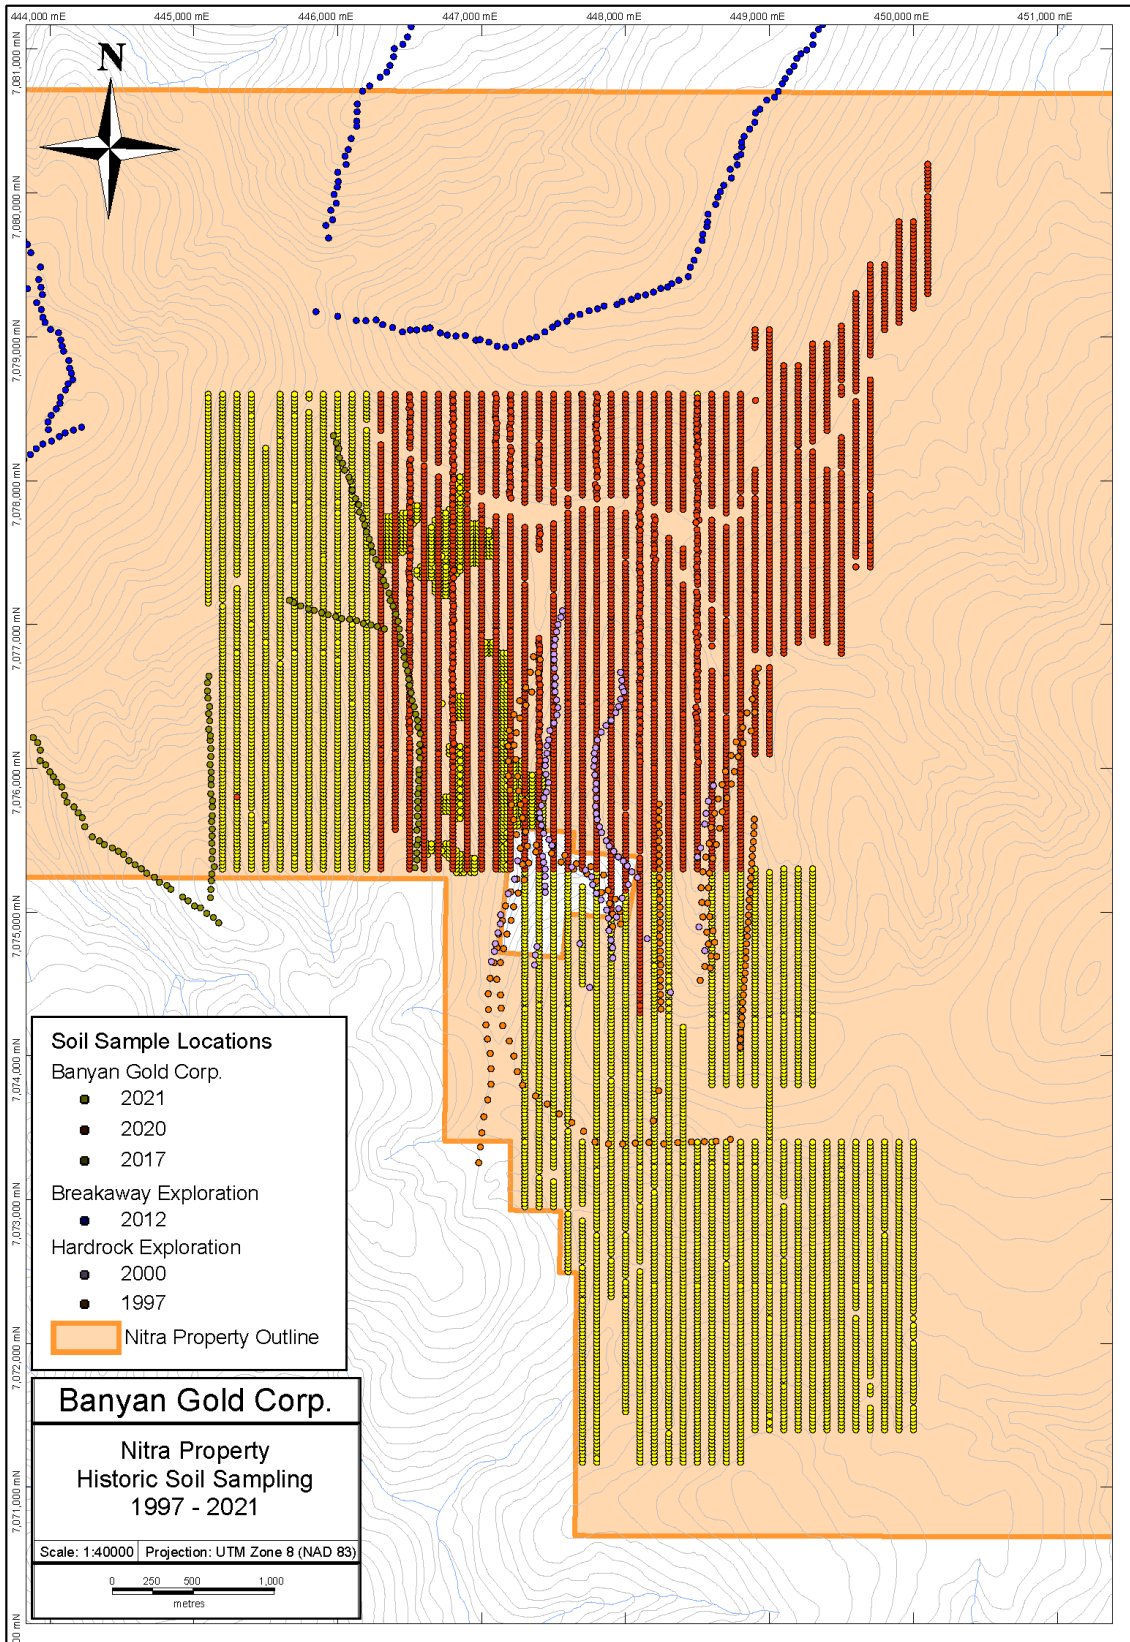 444,000 mE
445,000 mE
446,000 mE
447,000 mE
448,000 mE
449,000 mE
450,000 mE
451,000 mE
7,081,000 mN
7,080,000 mN
7,079,000 mN
7,078,000 mN
7,077,000 mN
7,076,000 mN
7,075,000 mN
7,074,000 mN
7,073,000 mN
7,072,000 mN
7,071,000 mN
00 mN
N
Soil Sample Locations
Banyan Gold Corp.
2021
2020
2017
Breakaway Exploration
2012
Hardrock Exploration
2000
1997
Nitra Property Outline
Banyan Gold Corp.
Nitra Property
Historic Soil Sampling
1997 - 2021
Scale: 1:40000 Projection: UTM Zone 8 (NAD 83)
0 250 500 1,000
metres